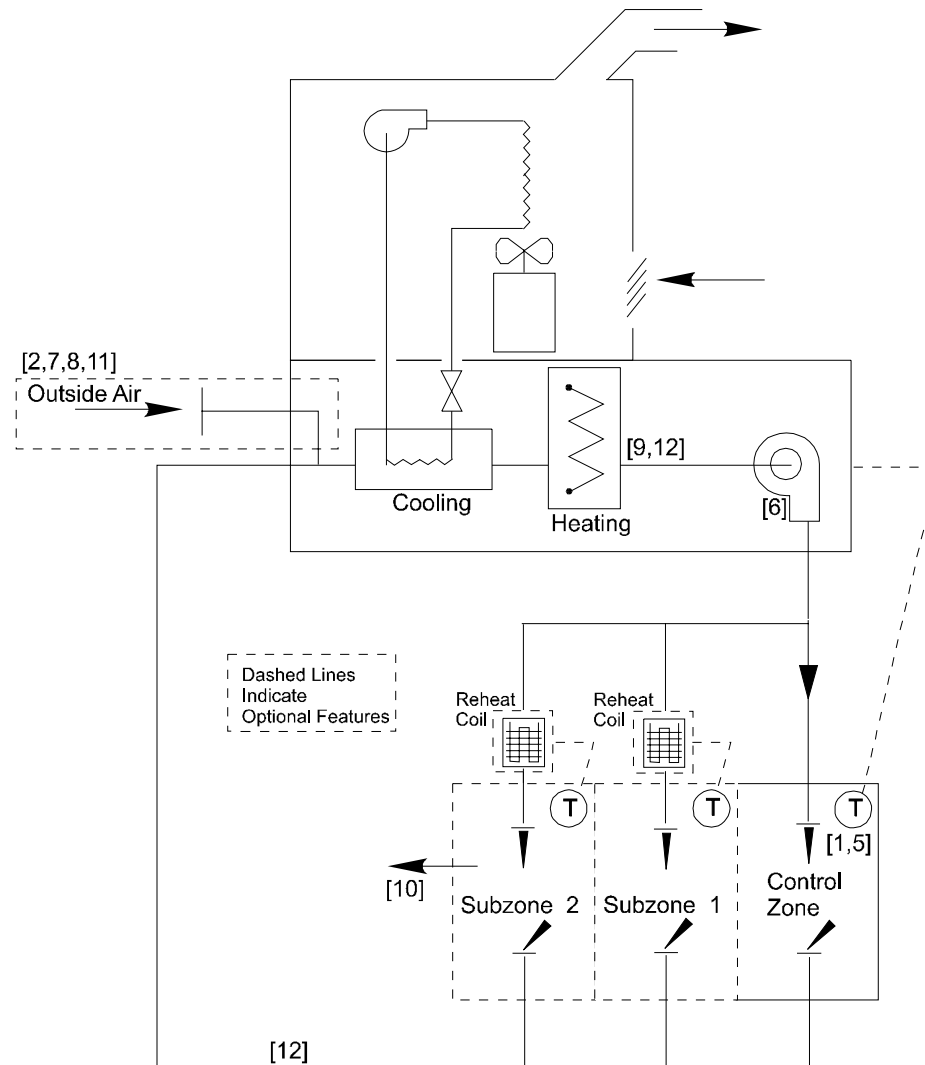 [2,7,8,11]
Outside Air
Cooling
Heating
[9,12]
[6]
Dashed Lines
Indicate
Optional Features
Reheat
Coil
Reheat
Coil
T
T
T
[1,5]
[10]
Subzone 2
Subzone 1
Control
Zone
[12]